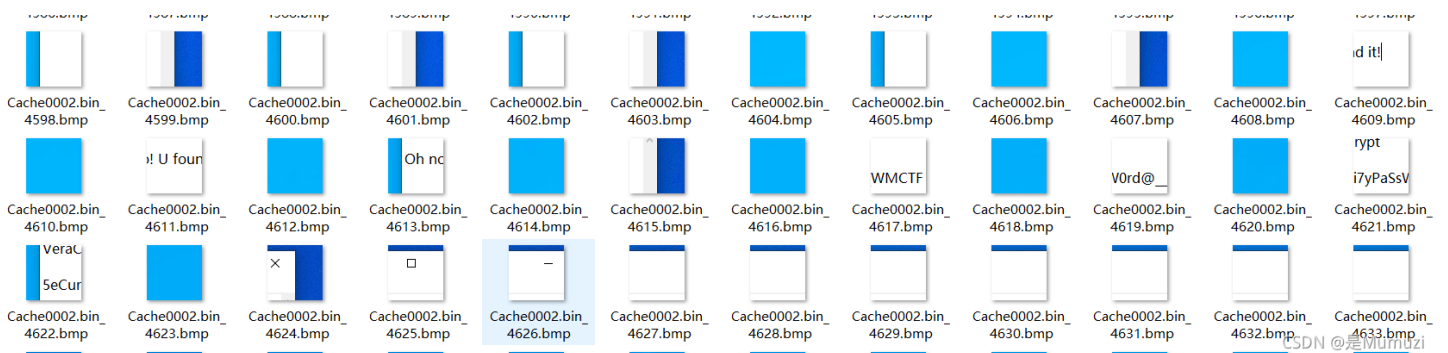 d it!
Cache0002.bin_ Cache0002.bin_ Cache0002.bin_ Cache0002.bin_ Cache0002.bin_ Cache0002.bin_ Cache0002.bin_ Cache0002.bin_ Cache0002.bin_ Cache0002.bin_ Cache0002.bin_ Cache0002.bin_
4598.bmp 4599.bmp 4600.bmp 4601.bmp 4602.bmp 4603.bmp 4604.bmp 4605.bmp 4606.bmp 4607.bmp 4608.bmp 4609.bmp
rypt
o! U foun Oh no
WMCTF W0rd@__ i7yPaSsW
Cache0002.bin_ Cache0002.bin_ Cache0002.bin_ Cache0002.bin_ Cache0002.bin_ Cache0002.bin_ Cache0002.bin_ Cache0002.bin_ Cache0002.bin_ Cache0002.bin_ Cache0002.bin_ Cache0002.bin_
4610.bmp 4611.bmp 4612.bmp 4613.bmp 4614.bmp 4615.bmp 4616.bmp 4617.bmp 4618.bmp 4619.bmp 4620.bmp 4621.bmp
VeraC
5eCur
Cache0002.bin_ Cache0002.bin_ Cache0002.bin_ Cache0002.bin_ Cache0002.bin_ Cache0002.bin_ Cache0002.bin_ Cache0002.bin_ Cache0002.bin_ Cache0002.bin_ Cache0002.bin_ Cache0002.bin_
4622.bmp 4623.bmp 4624.bmp 4625.bmp 4626.bmp 4627.bmp 4628.bmp 4629.bmp 4630.bmp 4631.bmp 4632.bmp 4633.bmp
CSDN @是Mumuzi